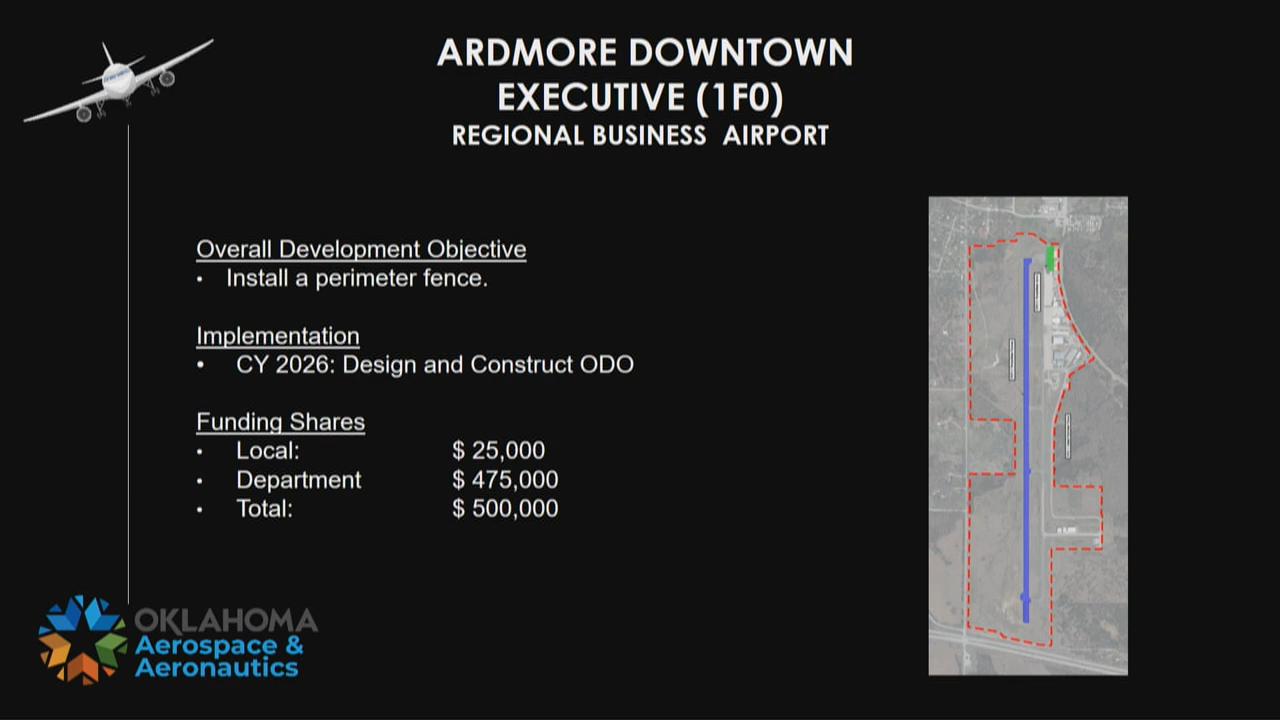 ARDMORE DOWNTOWN
EXECUTIVE (1F0)
REGIONAL BUSINESS AIRPORT
Overall Development Objective
• Install a perimeter fence.
Implementation
• CY 2026: Design and Construct ODO
Funding Shares
• Local: $ 25,000
• Department $ 475,000
• Total: $ 500,000
OKLAHOMA
Aerospace &
Aeronautics